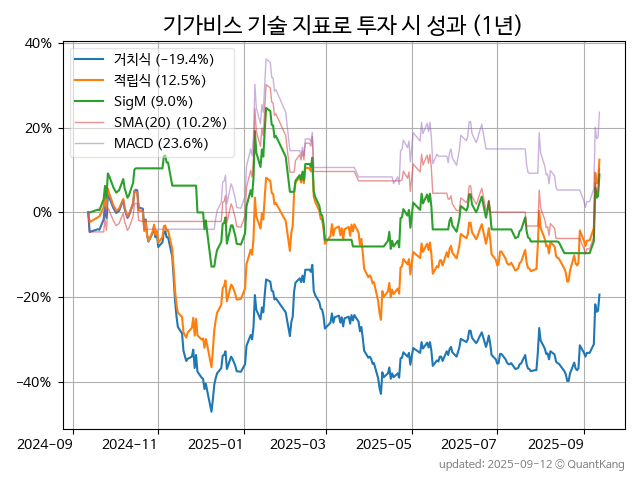 기가비스 기술 지표로 투자 시 성과 (1년)
40%
20%
0%
−20%
−40%
거치식 (-19.4%)
적립식 (12.5%)
SigM (9.0%)
SMA(20) (10.2%)
MACD (23.6%)
2024-09
2024-11
2025-01
2025-03
2025-05
2025-07
2025-09
updated: 2025-09-12 © QuantKang